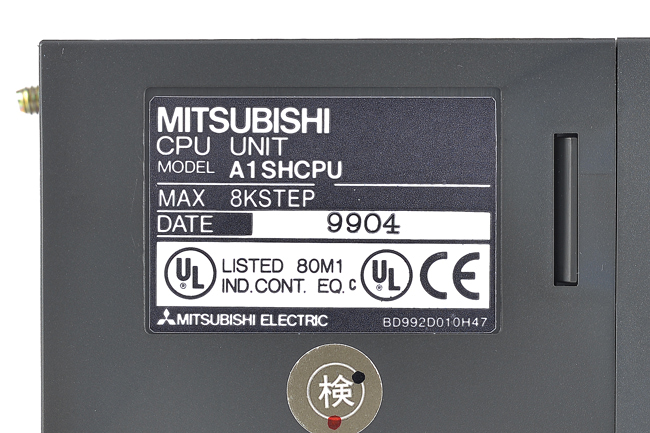 MITSUBISHI
CPU UNIT
MODEL A1SHCPU
MAX 8KSTEP
DATE 9904
UL LISTED 80M1 IND.CONT. EQ. c UL CE
MITSUBISHI ELECTRIC BD992D010H47
検